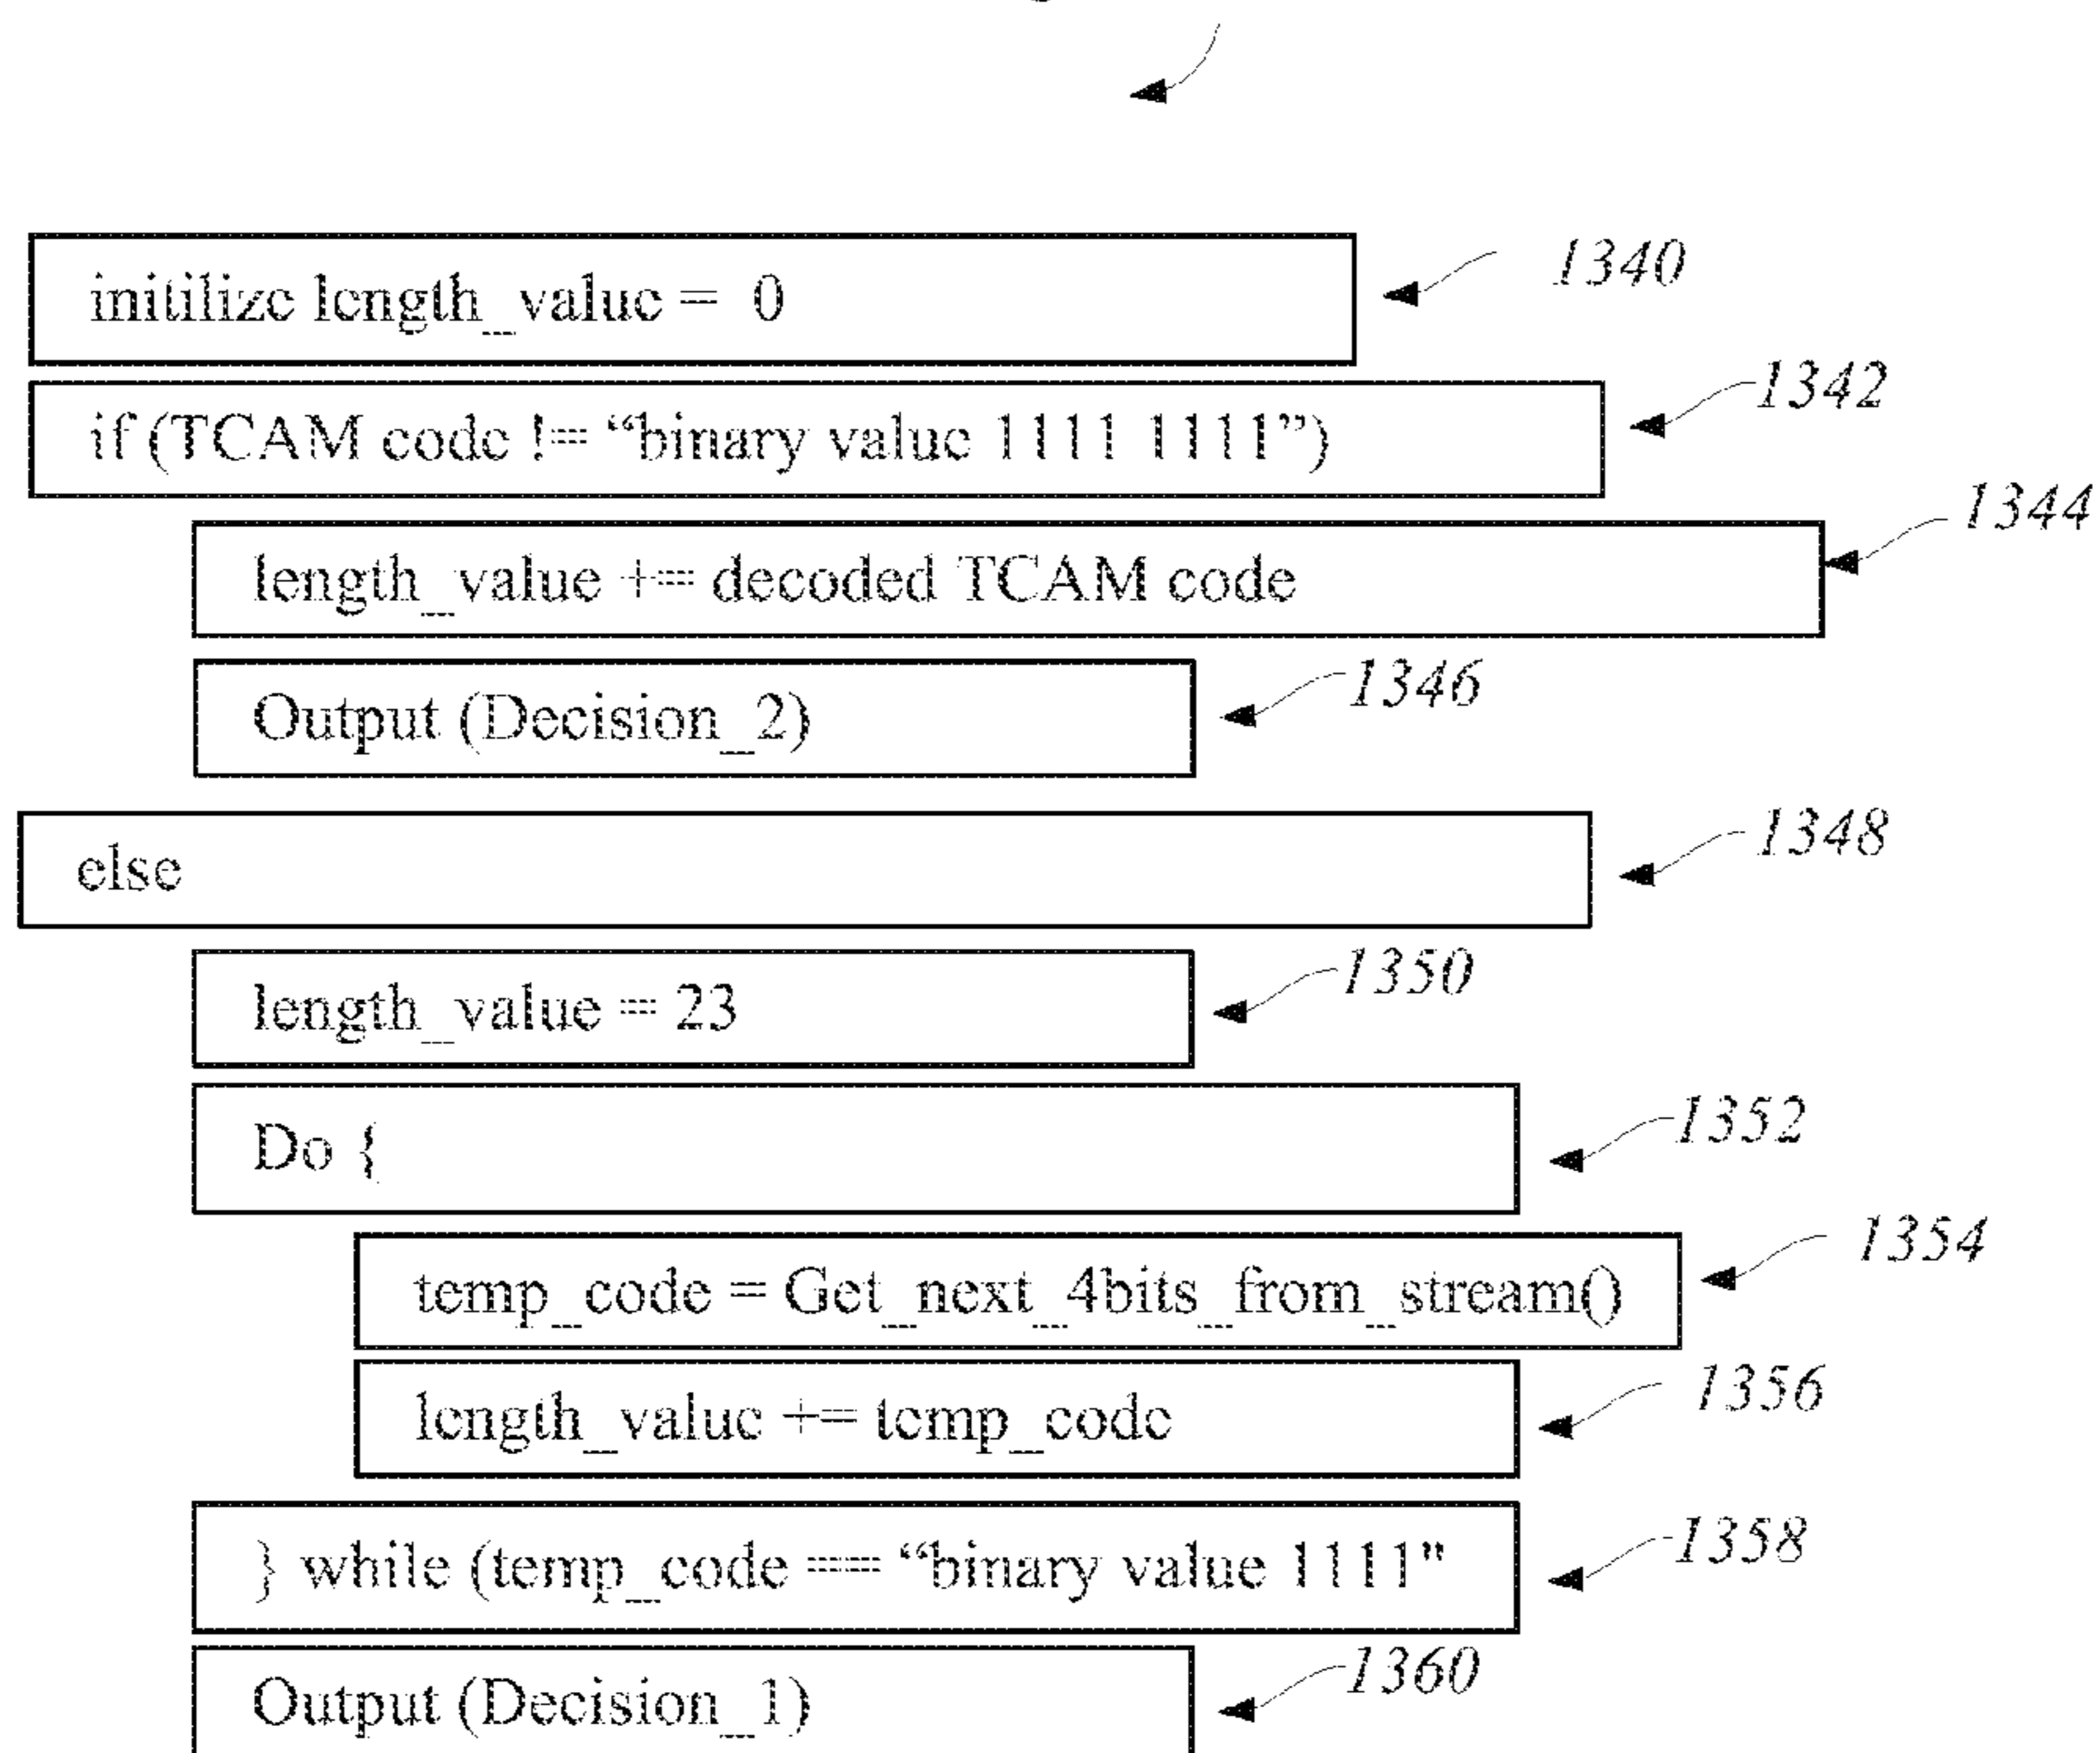 initilize length_value = 0
1340
if (TCAM code != “binary value 1111 1111”)
1342
length_value += decoded TCAM code
1344
Output (Decision_2)
1346
else
1348
length_value = 23
1350
Do {
1352
temp_code = Get_next_4bits_from_stream()
1354
length_value += temp_code
1356
} while (temp_code == “binary value 1111"
1358
Output (Decision_1)
1360